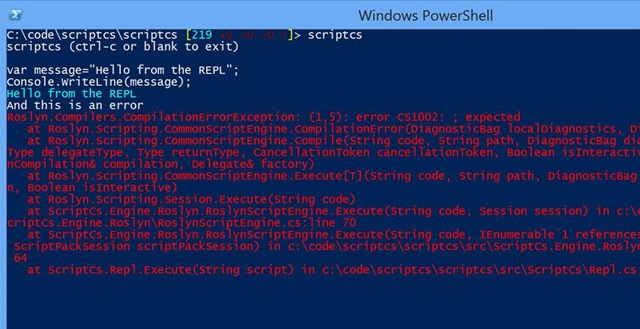 Windows PowerShell
C:\code\scriptcs\scriptcs [219 +2 ~0 -0 !]> scriptcs
scriptcs (ctrl-c or blank to exit)
var message="Hello from the REPL";
Console.WriteLine(message);
Hello from the REPL
And this is an error
Roslyn.Compilers.CompilationErrorException: (1,5): error CS1002: ; expected
at Roslyn.Scripting.CommonScriptEngine.CompilationError(DiagnosticBag localDiagnostics, Di
at Roslyn.Scripting.CommonScriptEngine.Compile(String code, String path, DiagnosticBag dia
Type delegateType, Type returnType, CancellationToken cancellationToken, Boolean isInteractiv
nCompilation& compilation, Delegate& factory)
at Roslyn.Scripting.CommonScriptEngine.Execute[T](String code, String path, DiagnosticBag
n, Boolean isInteractive)
at Roslyn.Scripting.Session.Execute(String code)
at ScriptCs.Engine.Roslyn.RoslynScriptEngine.Execute(String code, Session session) in c:\c
criptCS.Engine.Roslyn\RoslynScriptEngine.cs:line 70
at ScriptCs.Engine.Roslyn.RoslynScriptEngine.Execute(String code, IEnumerable`1 references
ScriptPackSession scriptPackSession) in c:\code\scriptcs\scriptcs\src\ScriptCs.Engine.Roslyn
64
at ScriptCs.Repl.Execute(String script) in c:\code\scriptcs\scriptcs\src\ScriptCs\Repl.cs